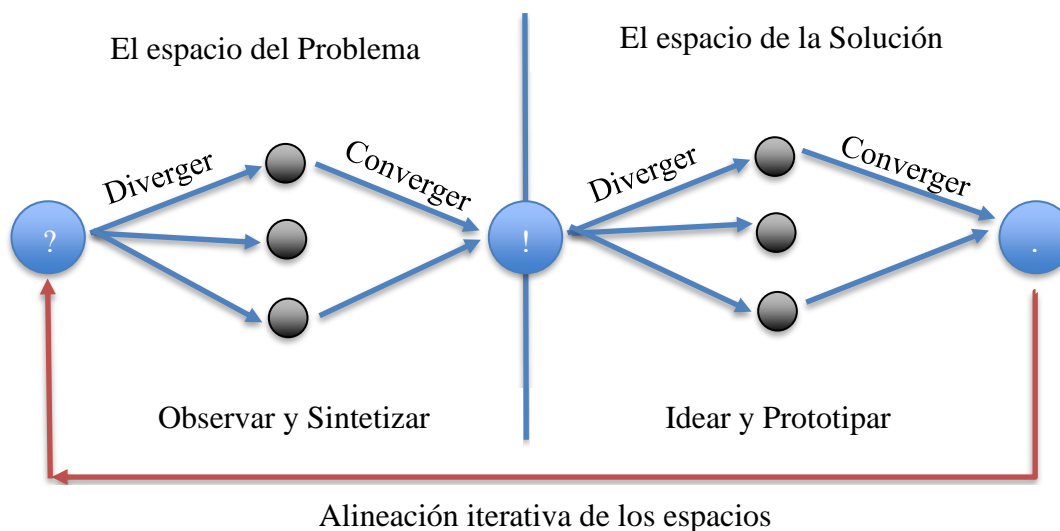 El espacio del Problema
El espacio de la Solución
Diverger
Converger
Diverger
Converger
?
!
.
Observar y Sintetizar
Idear y Prototipar
Alineación iterativa de los espacios